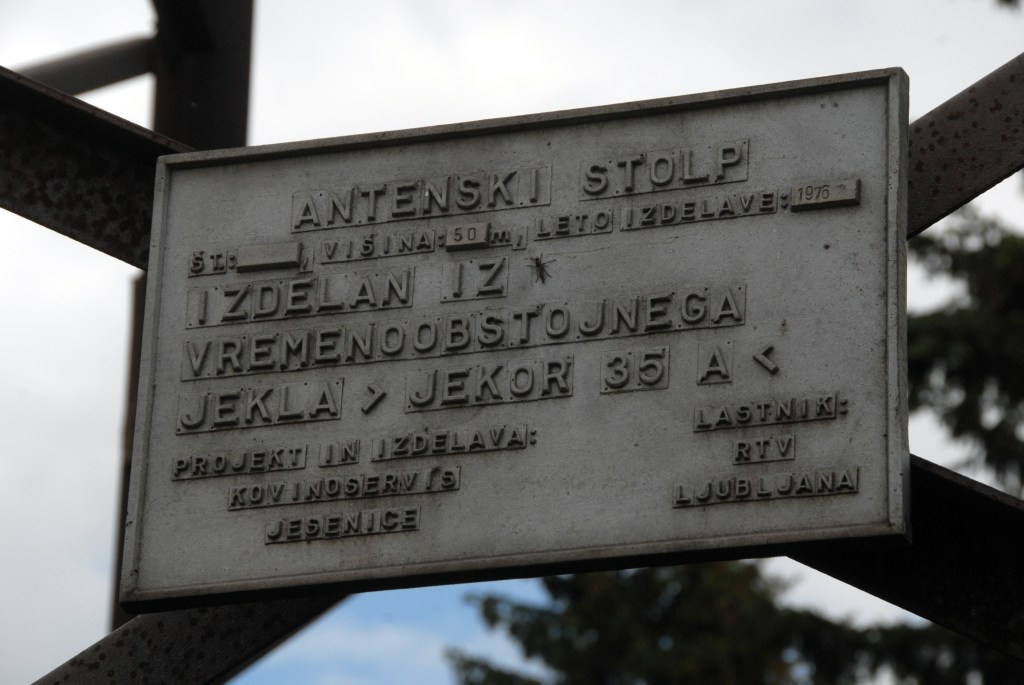 ANTENSKI STOLP
ŠT.: , VIŠINA: 50 m, LETO IZDELAVE: 1976
IZDELAN IZ
VREMENOOBSTOJNEGA
JEKLA > JEKOR 35 A <
PROJEKT IN IZDELAVA:
KOVINOSERVIS
JESENICE
LASTNIK:
RTV
LJUBLJANA